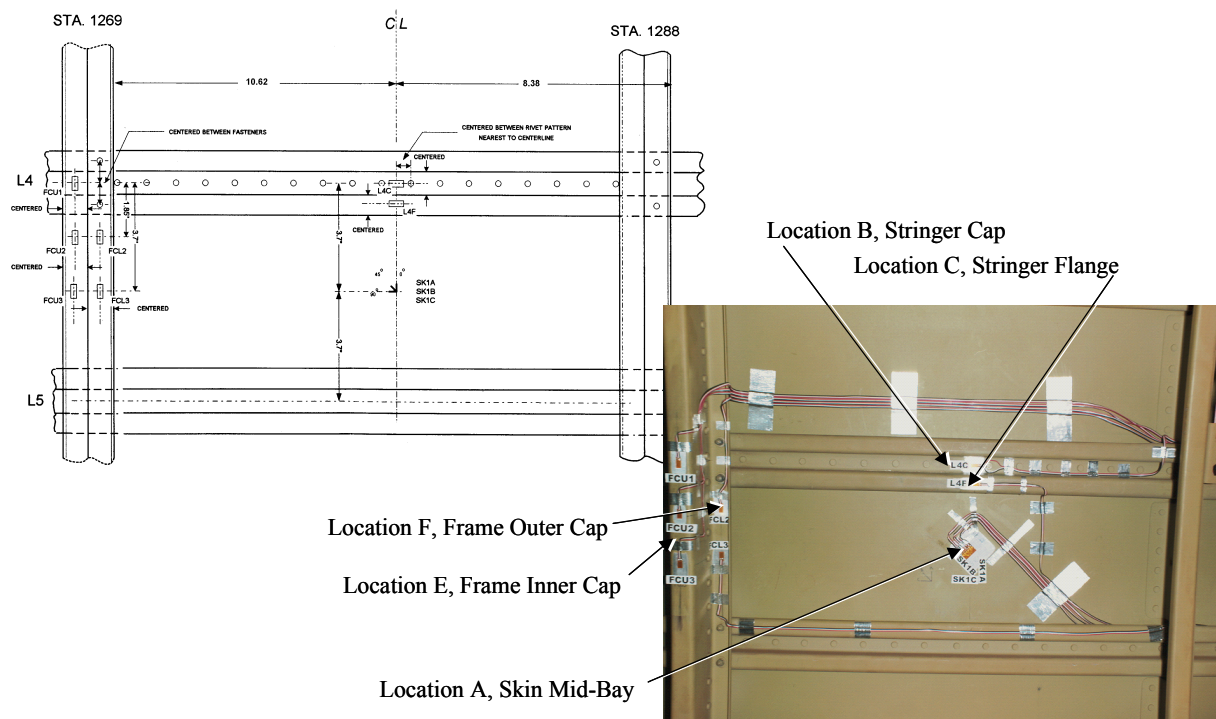 STA. 1269
C L
STA. 1288
10.62
8.38
CENTERED BETWEEN FASTENERS
CENTERED BETWEEN RIVET PATTERN
NEAREST TO CENTERLINE
CENTERED
L4
FCU1
L4C
L4F
CENTERED
1.85"
3.7"
3.7"
CENTERED
FCU2
FCL2
CENTERED
45°
0°
90°
SK1A
SK1B
SK1C
FCU3
FCL3
CENTERED
3.7"
L5
Location B, Stringer Cap
Location C, Stringer Flange
Location F, Frame Outer Cap
Location E, Frame Inner Cap
Location A, Skin Mid-Bay
L4C
L4F
FCU1
FCL2
FCU2
CL3
FCU3
SK1A
SK1B
SK1C